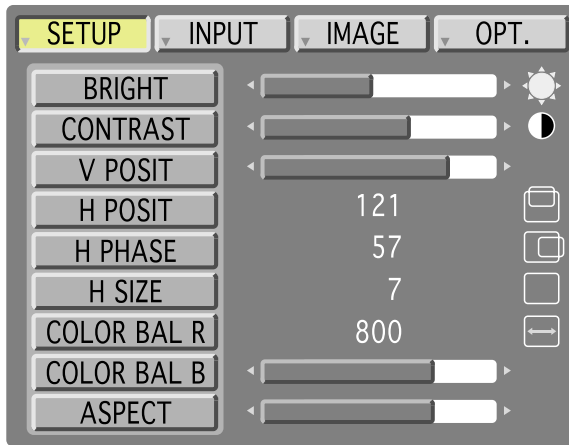 SETUP INPUT IMAGE OPT.
BRIGHT
CONTRAST
V POSIT
H POSIT 121
H PHASE 57
H SIZE 7
COLOR BAL R 800
COLOR BAL B
ASPECT